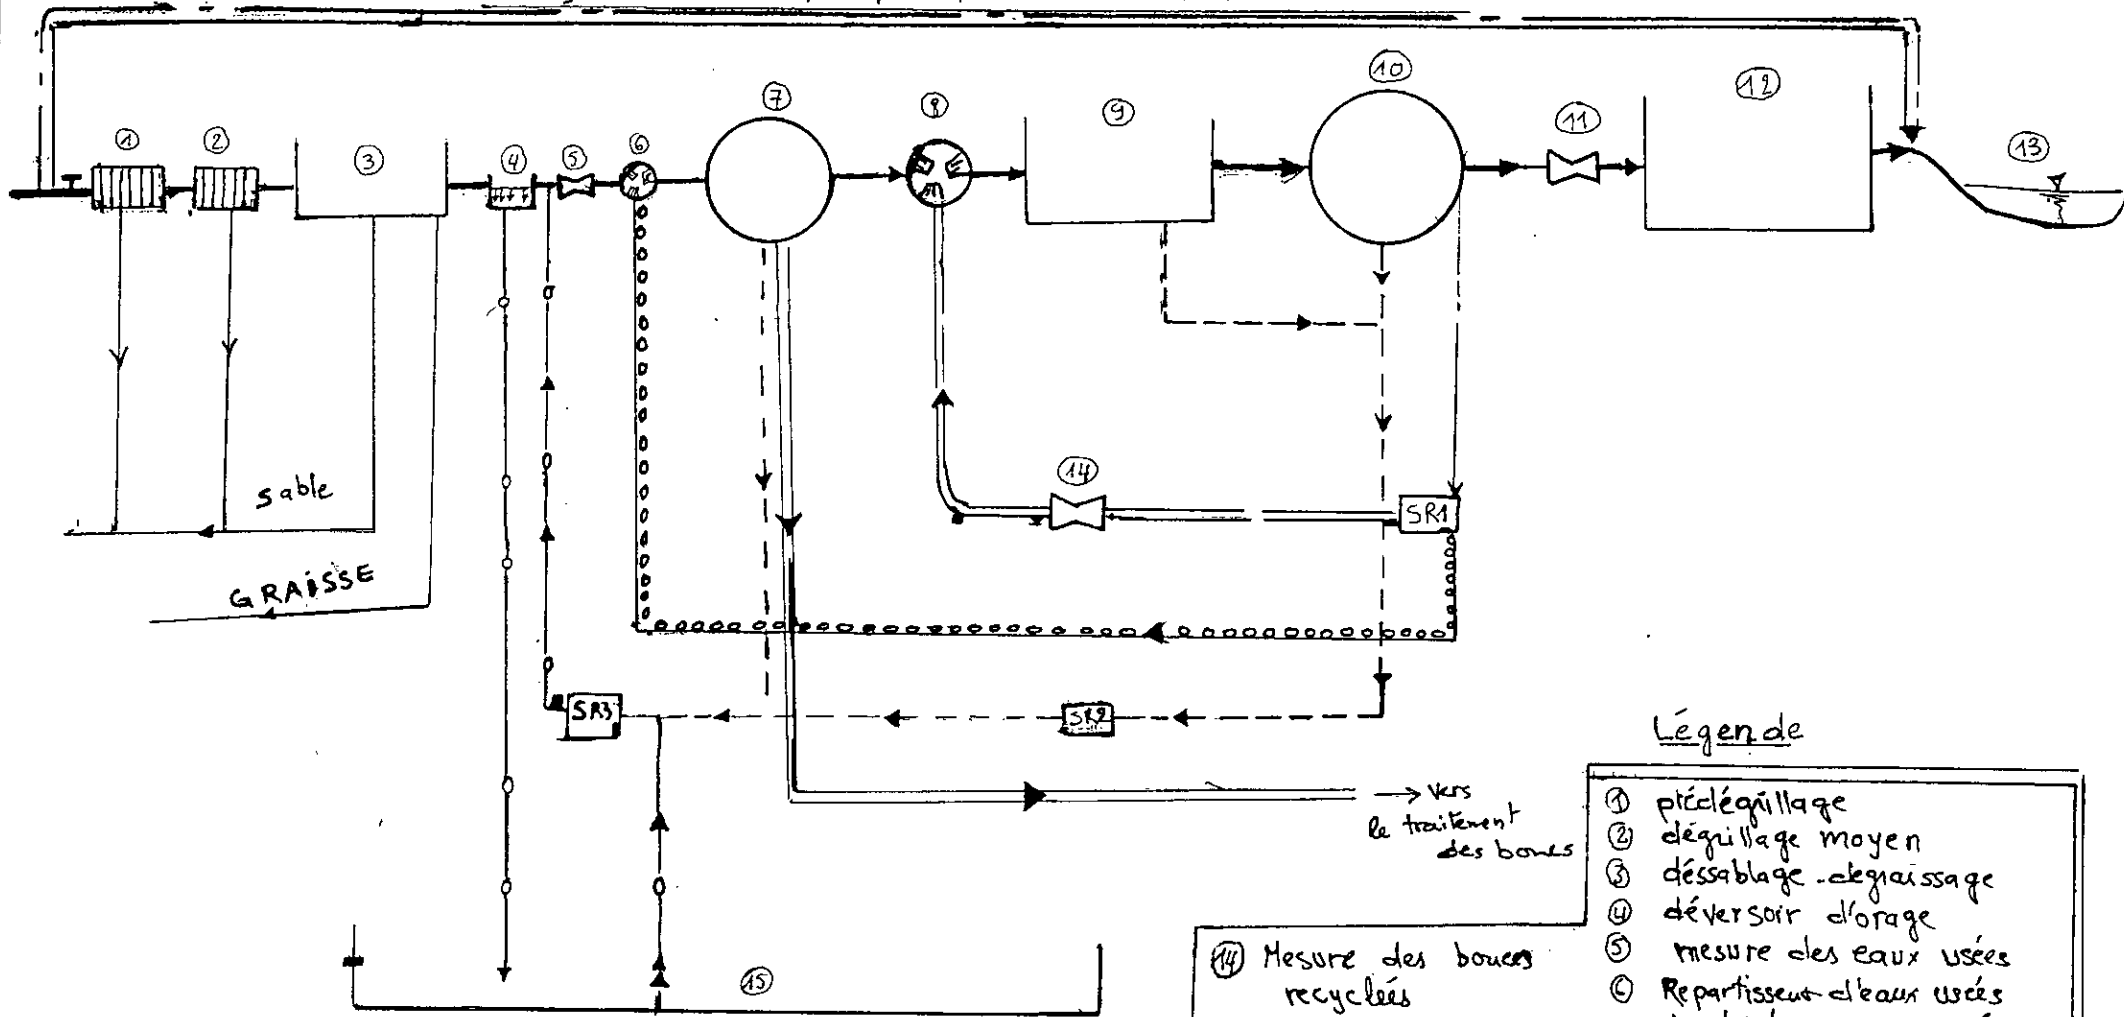 1
2
3
4
5
6
7
8
9
10
11
12
13
sable
GRAISSE
14
SR1
SR3
SR2
15
→ vers
le traitement
des boues
Légende
① prédégrillage
② dégrillage moyen
③ déssablage-dégraissage
④ déversoir d'orage
⑤ mesure des eaux usées
⑥ Repartisseur d'eaux usées
⑭ Mesure des boues
recyclées